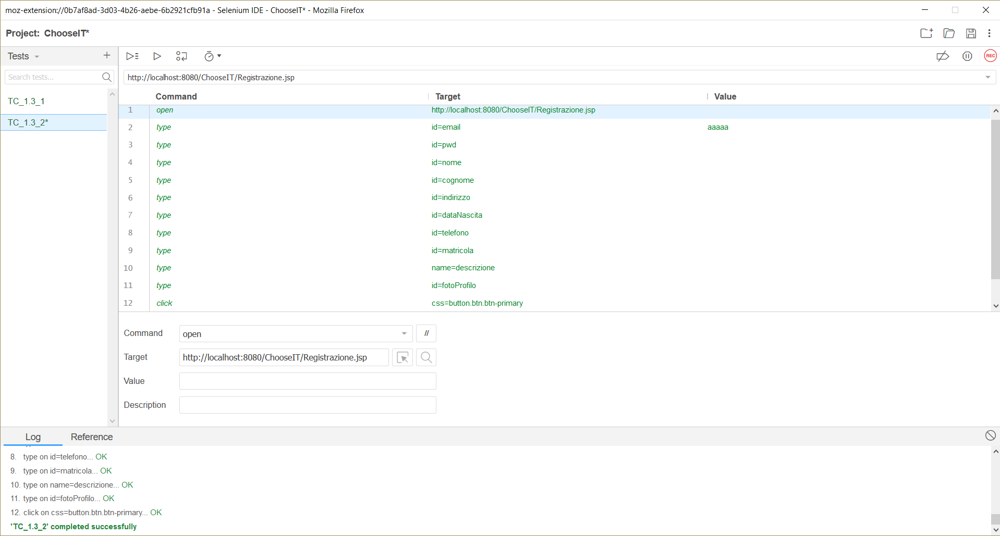 moz-extension://0b7af8ad-3d03-4b26-aebe-6b2921cfb91a - Selenium IDE - ChooseIT* - Mozilla Firefox
Project: ChooseIT*
Tests
REC
Search tests...
http://localhost:8080/ChooseIT/Registrazione.jsp
TC_1.3_1
TC_1.3_2*
Command Target Value
1 open http://localhost:8080/ChooseIT/Registrazione.jsp
2 type id=email aaaaa
3 type id=pwd
4 type id=nome
5 type id=cognome
6 type id=indirizzo
7 type id=dataNascita
8 type id=telefono
9 type id=matricola
10 type name=descrizione
11 type id=fotoProfilo
12 click css=button.btn.btn-primary
Command open //
Target http://localhost:8080/ChooseIT/Registrazione.jsp
Value
Description
Log Reference
8. type on id=telefono... OK
9. type on id=matricola... OK
10. type on name=descrizione... OK
11. type on id=fotoProfilo... OK
12. click on css=button.btn.btn-primary... OK
'TC_1.3_2' completed successfully